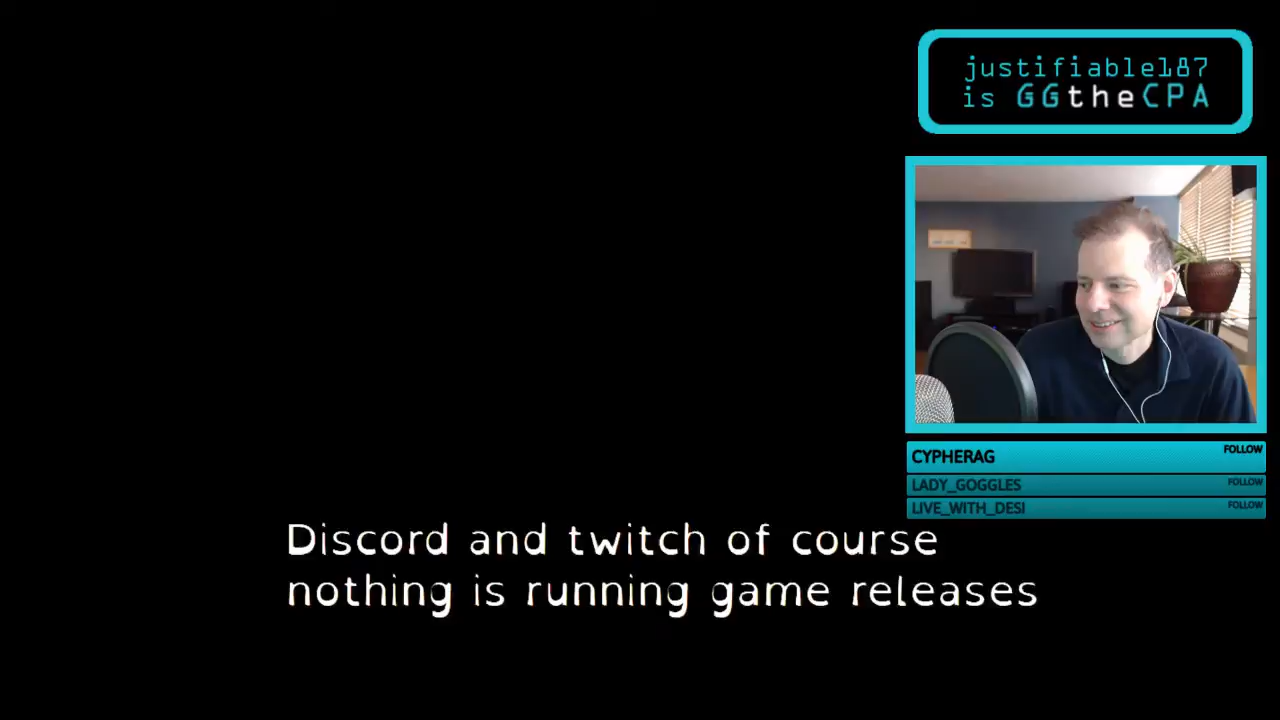 justifiable187
is GGtheCPA
CYPHERAG FOLLOW
LADY_GOGGLES FOLLOW
LIVE_WITH_DESI FOLLOW
Discord and twitch of course
nothing is running game releases